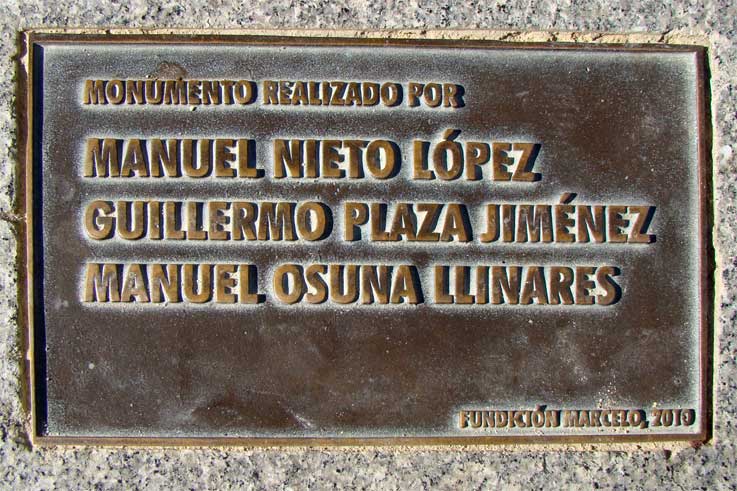 MONUMENTO REALIZADO POR
MANUEL NIETO LÓPEZ
GUILLERMO PLAZA JIMÉNEZ
MANUEL OSUNA LLINARES
FUNDICIÓN MARCELO, 2010